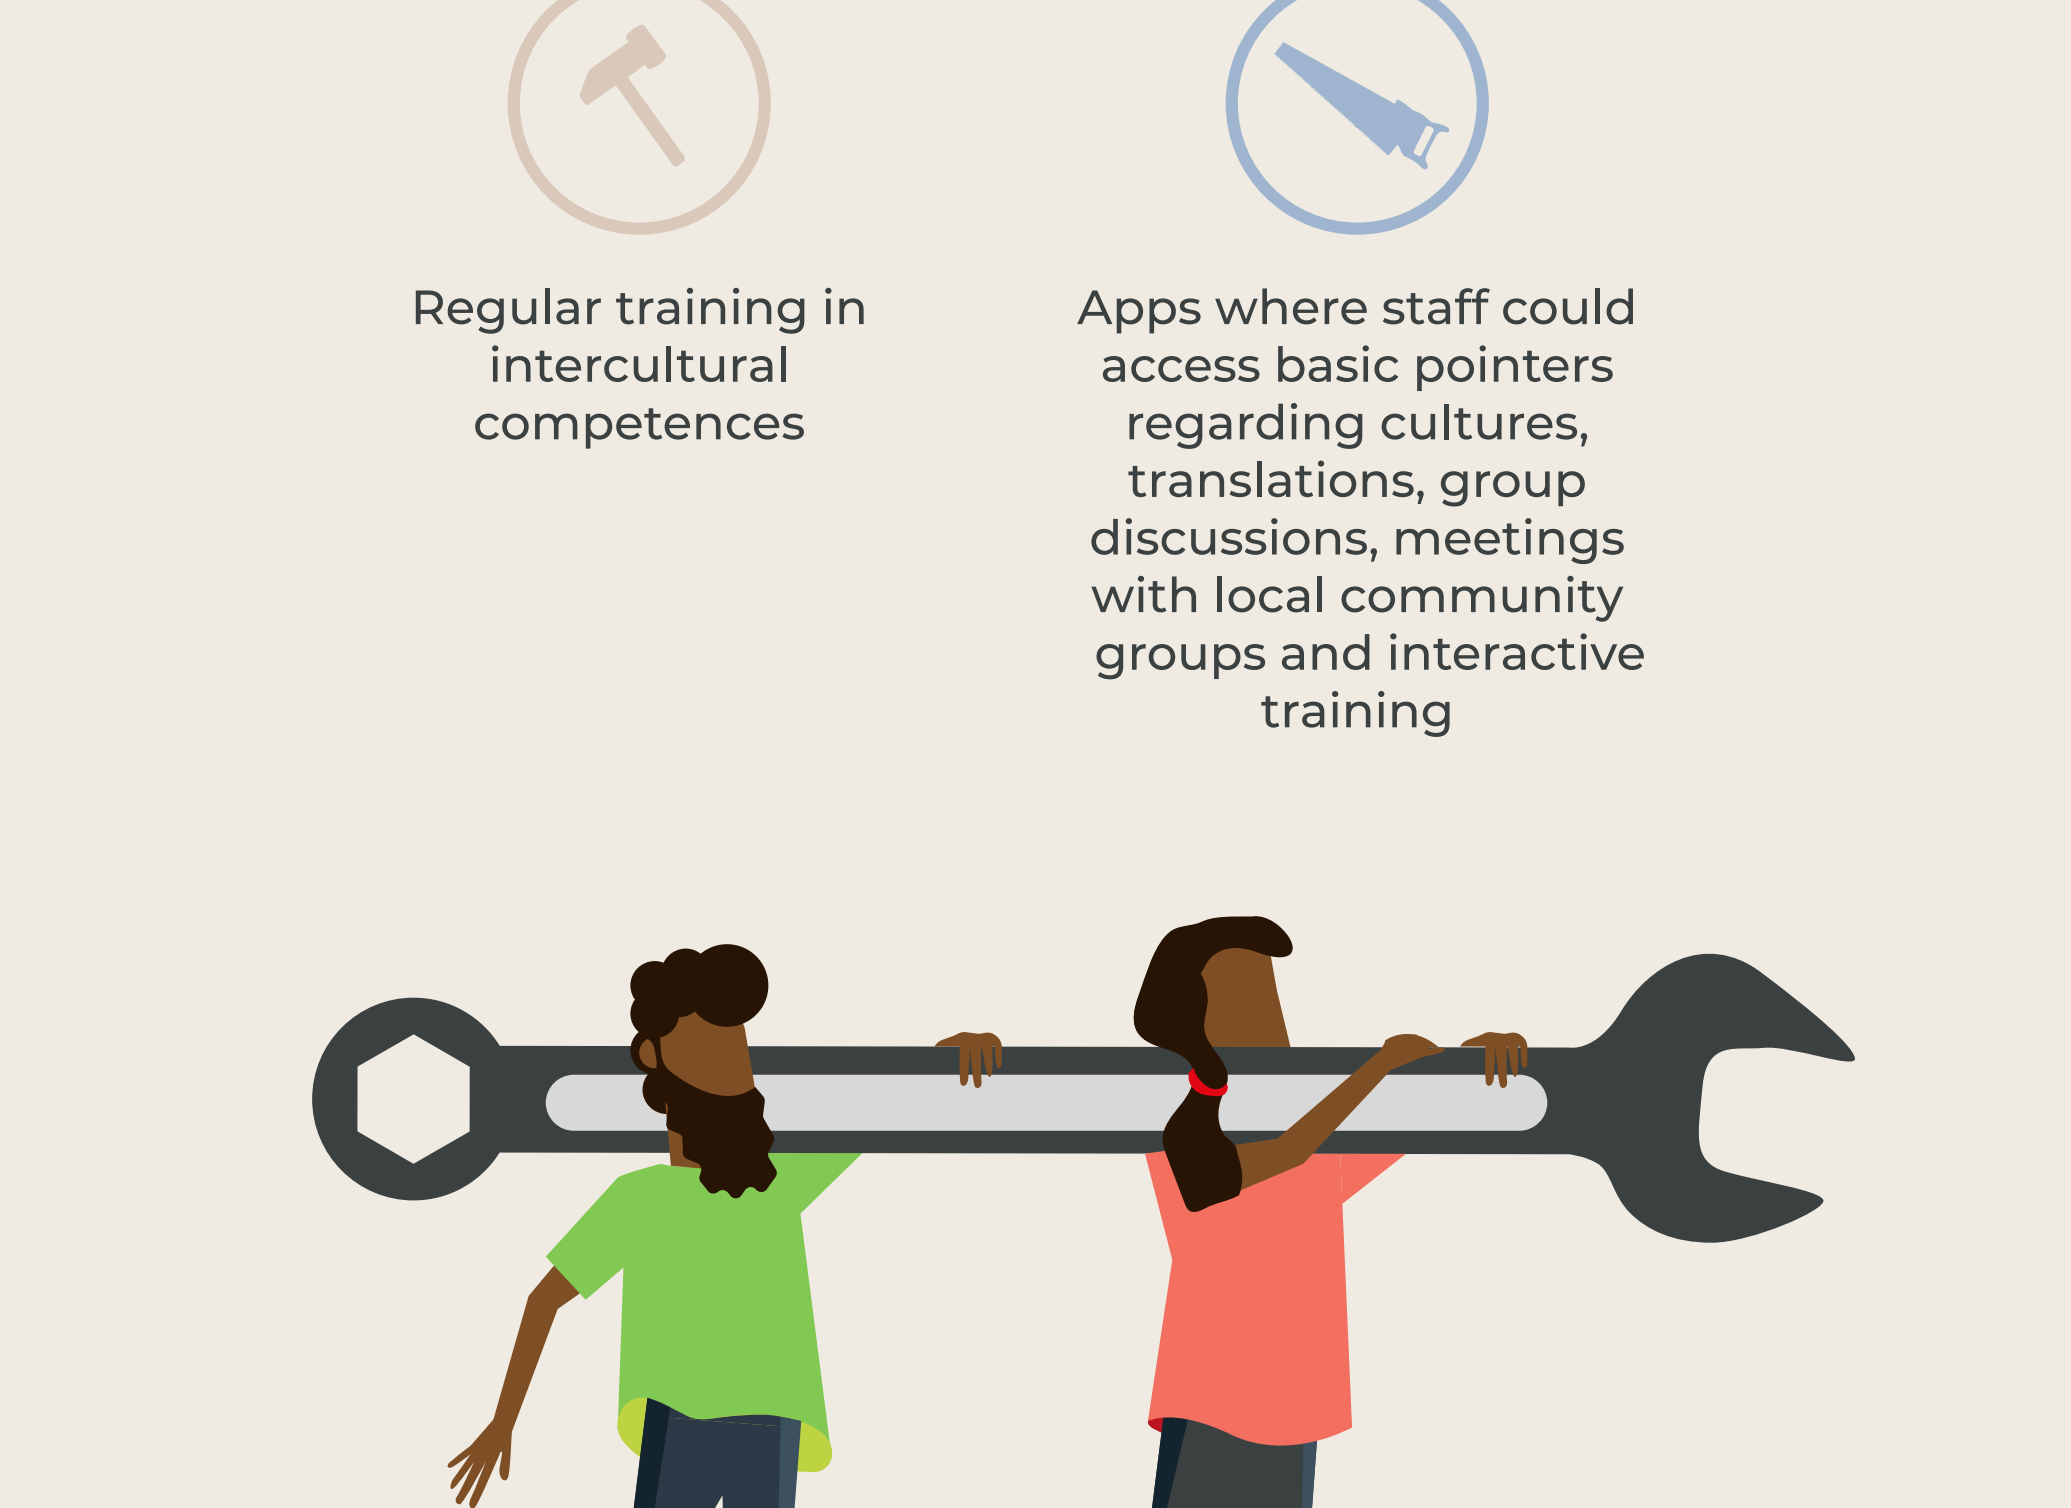 Regular training in
intercultural
competences
Apps where staff could
access basic pointers
regarding cultures,
translations, group
discussions, meetings
with local community
groups and interactive
training